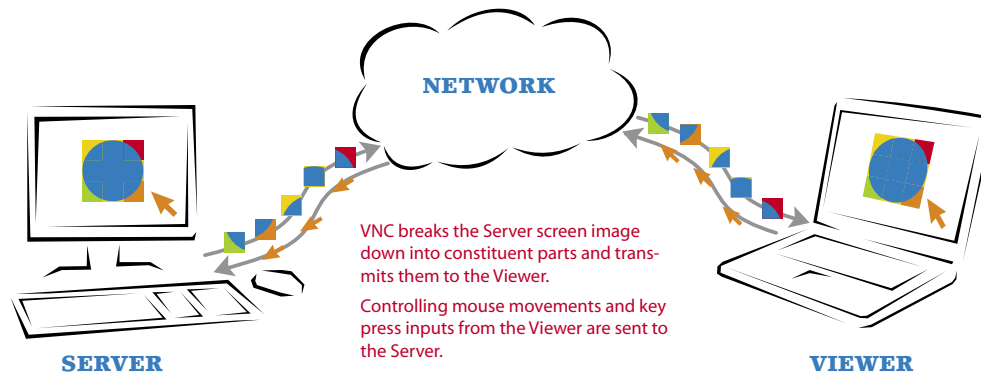 NETWORK
VNC breaks the Server screen image
down into constituent parts and trans-
mits them to the Viewer.
Controlling mouse movements and key
press inputs from the Viewer are sent to
the Server.
SERVER
VIEWER